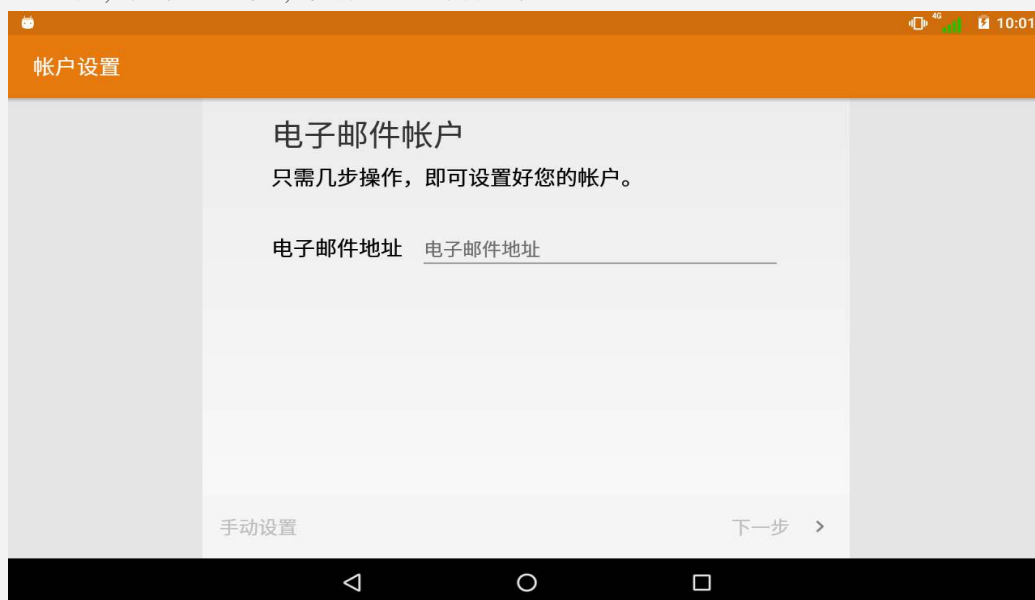 4G 10:01
帐户设置
电子邮件帐户
只需几步操作，即可设置好您的帐户。
电子邮件地址 电子邮件地址
手动设置 下一步